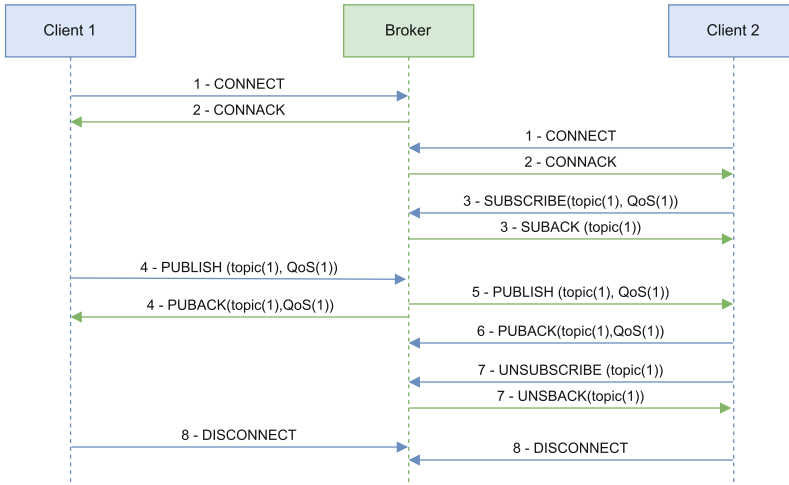 Client 1
Broker
Client 2
1 - CONNECT
2 - CONNACK
1 - CONNECT
2 - CONNACK
3 - SUBSCRIBE(topic(1), QoS(1))
3 - SUBACK (topic(1))
4 - PUBLISH (topic(1), QoS(1))
5 - PUBLISH (topic(1), QoS(1))
4 - PUBACK(topic(1),QoS(1))
6 - PUBACK(topic(1),QoS(1))
7 - UNSUBSCRIBE (topic(1))
7 - UNSBACK(topic(1))
8 - DISCONNECT
8 - DISCONNECT